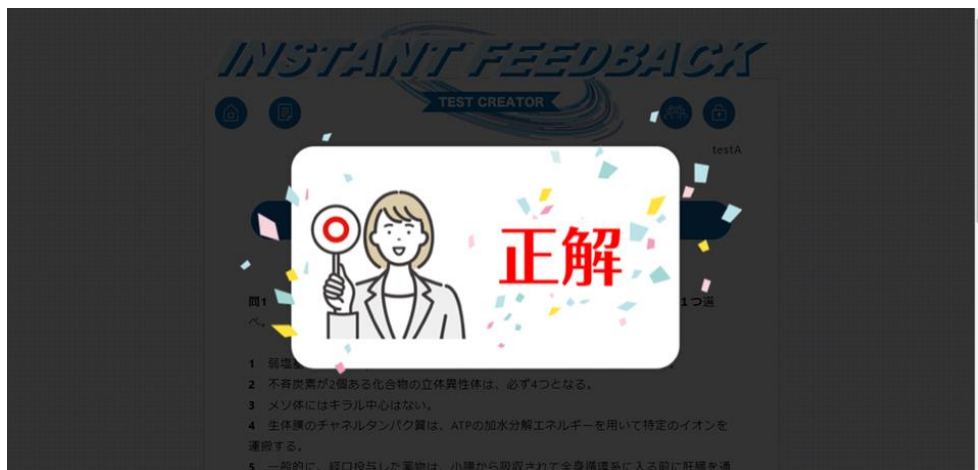 INSTANT FEEDBACK
TEST CREATOR
testA
正解
問1
1つ選
べ。
1 弱塩
2 不斉炭素が2個ある化合物の立体異性体は、必ず4つとなる。
3 メソ体にはキラル中心はない。
4 生体膜のチャネルタンパク質は、ATPの加水分解エネルギーを用いて特定のイオンを
運搬する。
5 一般的に、経口投与した薬物は、小腸から吸収されて全身循環系に入る前に肝臓を通